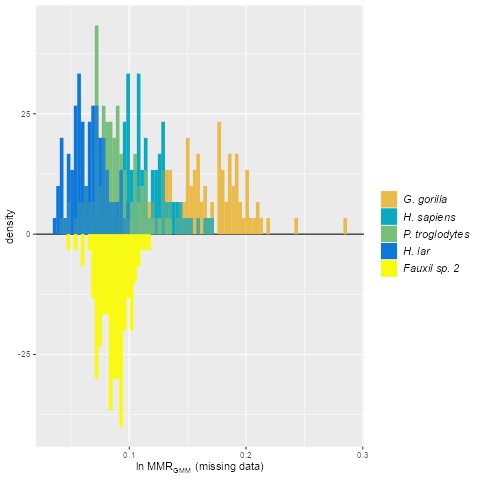 density
25
0
-25
0.1
0.2
0.3
ln MMR_GMM (missing data)
G. gorilla
H. sapiens
P. troglodytes
H. lar
Fauxil sp. 2